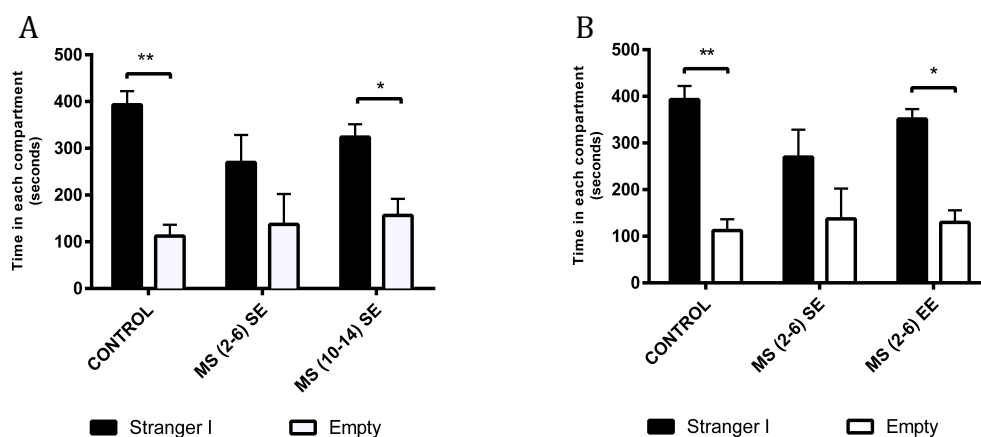 A
500
400
300
200
100
0
Time in each compartment
(seconds)
**
*
CONTROL
MS (2-6) SE
MS (10-14) SE
Stranger I
Empty
B
500
400
300
200
100
0
Time in each compartment
(seconds)
**
*
CONTROL
MS (2-6) SE
MS (2-6) EE
Stranger I
Empty